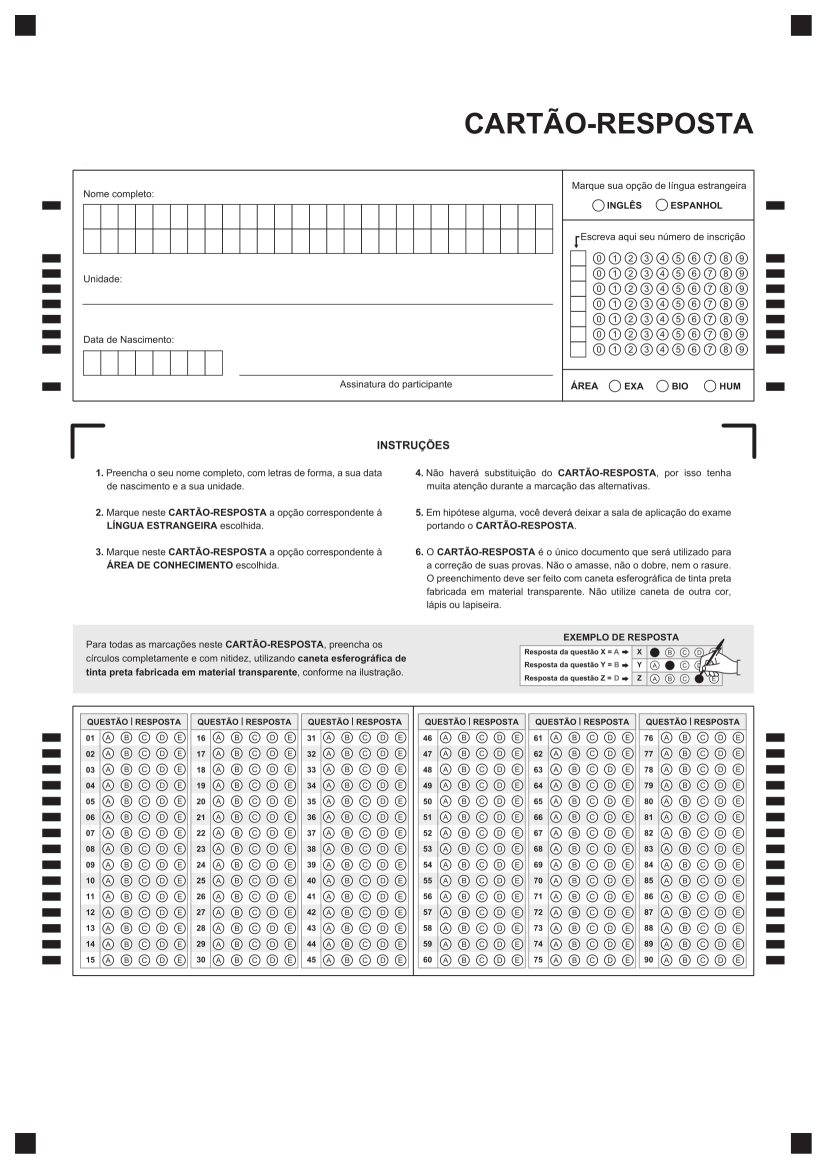 CARTÃO-RESPOSTA
Nome completo:
Unidade:
Data de Nascimento:
Assinatura do participante
Marque sua opção de língua estrangeira
INGLÊS ESPANHOL
Escreva aqui seu número de inscrição
0 1 2 3 4 5 6 7 8 9
0 1 2 3 4 5 6 7 8 9
0 1 2 3 4 5 6 7 8 9
0 1 2 3 4 5 6 7 8 9
0 1 2 3 4 5 6 7 8 9
0 1 2 3 4 5 6 7 8 9
0 1 2 3 4 5 6 7 8 9
ÁREA EXA BIO HUM
INSTRUÇÕES
1. Preencha o seu nome completo, com letras de forma, a sua data
de nascimento e a sua unidade.
2. Marque neste CARTÃO-RESPOSTA a opção correspondente à
LÍNGUA ESTRANGEIRA escolhida.
3. Marque neste CARTÃO-RESPOSTA a opção correspondente à
ÁREA DE CONHECIMENTO escolhida.
4. Não haverá substituição do CARTÃO-RESPOSTA, por isso tenha
muita atenção durante a marcação das alternativas.
5. Em hipótese alguma, você deverá deixar a sala de aplicação do exame
portando o CARTÃO-RESPOSTA.
6. O CARTÃO-RESPOSTA é o único documento que será utilizado para
a correção de suas provas. Não o amasse, não o dobre, nem o rasure.
O preenchimento deve ser feito com caneta esferográfica de tinta preta
fabricada em material transparente. Não utilize caneta de outra cor,
lápis ou lapiseira.
Para todas as marcações neste CARTÃO-RESPOSTA, preencha os
círculos completamente e com nitidez, utilizando caneta esferográfica de
tinta preta fabricada em material transparente, conforme na ilustração.
EXEMPLO DE RESPOSTA
Resposta da questão X = A ➡ X B C D
Resposta da questão Y = B ➡ Y A C E
Resposta da questão Z = D ➡ Z A B C E
QUESTÃO | RESPOSTA QUESTÃO | RESPOSTA QUESTÃO | RESPOSTA QUESTÃO | RESPOSTA QUESTÃO | RESPOSTA QUESTÃO | RESPOSTA
01 A B C D E 16 A B C D E 31 A B C D E 46 A B C D E 61 A B C D E 76 A B C D E
02 A B C D E 17 A B C D E 32 A B C D E 47 A B C D E 62 A B C D E 77 A B C D E
03 A B C D E 18 A B C D E 33 A B C D E 48 A B C D E 63 A B C D E 78 A B C D E
04 A B C D E 19 A B C D E 34 A B C D E 49 A B C D E 64 A B C D E 79 A B C D E
05 A B C D E 20 A B C D E 35 A B C D E 50 A B C D E 65 A B C D E 80 A B C D E
06 A B C D E 21 A B C D E 36 A B C D E 51 A B C D E 66 A B C D E 81 A B C D E
07 A B C D E 22 A B C D E 37 A B C D E 52 A B C D E 67 A B C D E 82 A B C D E
08 A B C D E 23 A B C D E 38 A B C D E 53 A B C D E 68 A B C D E 83 A B C D E
09 A B C D E 24 A B C D E 39 A B C D E 54 A B C D E 69 A B C D E 84 A B C D E
10 A B C D E 25 A B C D E 40 A B C D E 55 A B C D E 70 A B C D E 85 A B C D E
11 A B C D E 26 A B C D E 41 A B C D E 56 A B C D E 71 A B C D E 86 A B C D E
12 A B C D E 27 A B C D E 42 A B C D E 57 A B C D E 72 A B C D E 87 A B C D E
13 A B C D E 28 A B C D E 43 A B C D E 58 A B C D E 73 A B C D E 88 A B C D E
14 A B C D E 29 A B C D E 44 A B C D E 59 A B C D E 74 A B C D E 89 A B C D E
15 A B C D E 30 A B C D E 45 A B C D E 60 A B C D E 75 A B C D E 90 A B C D E